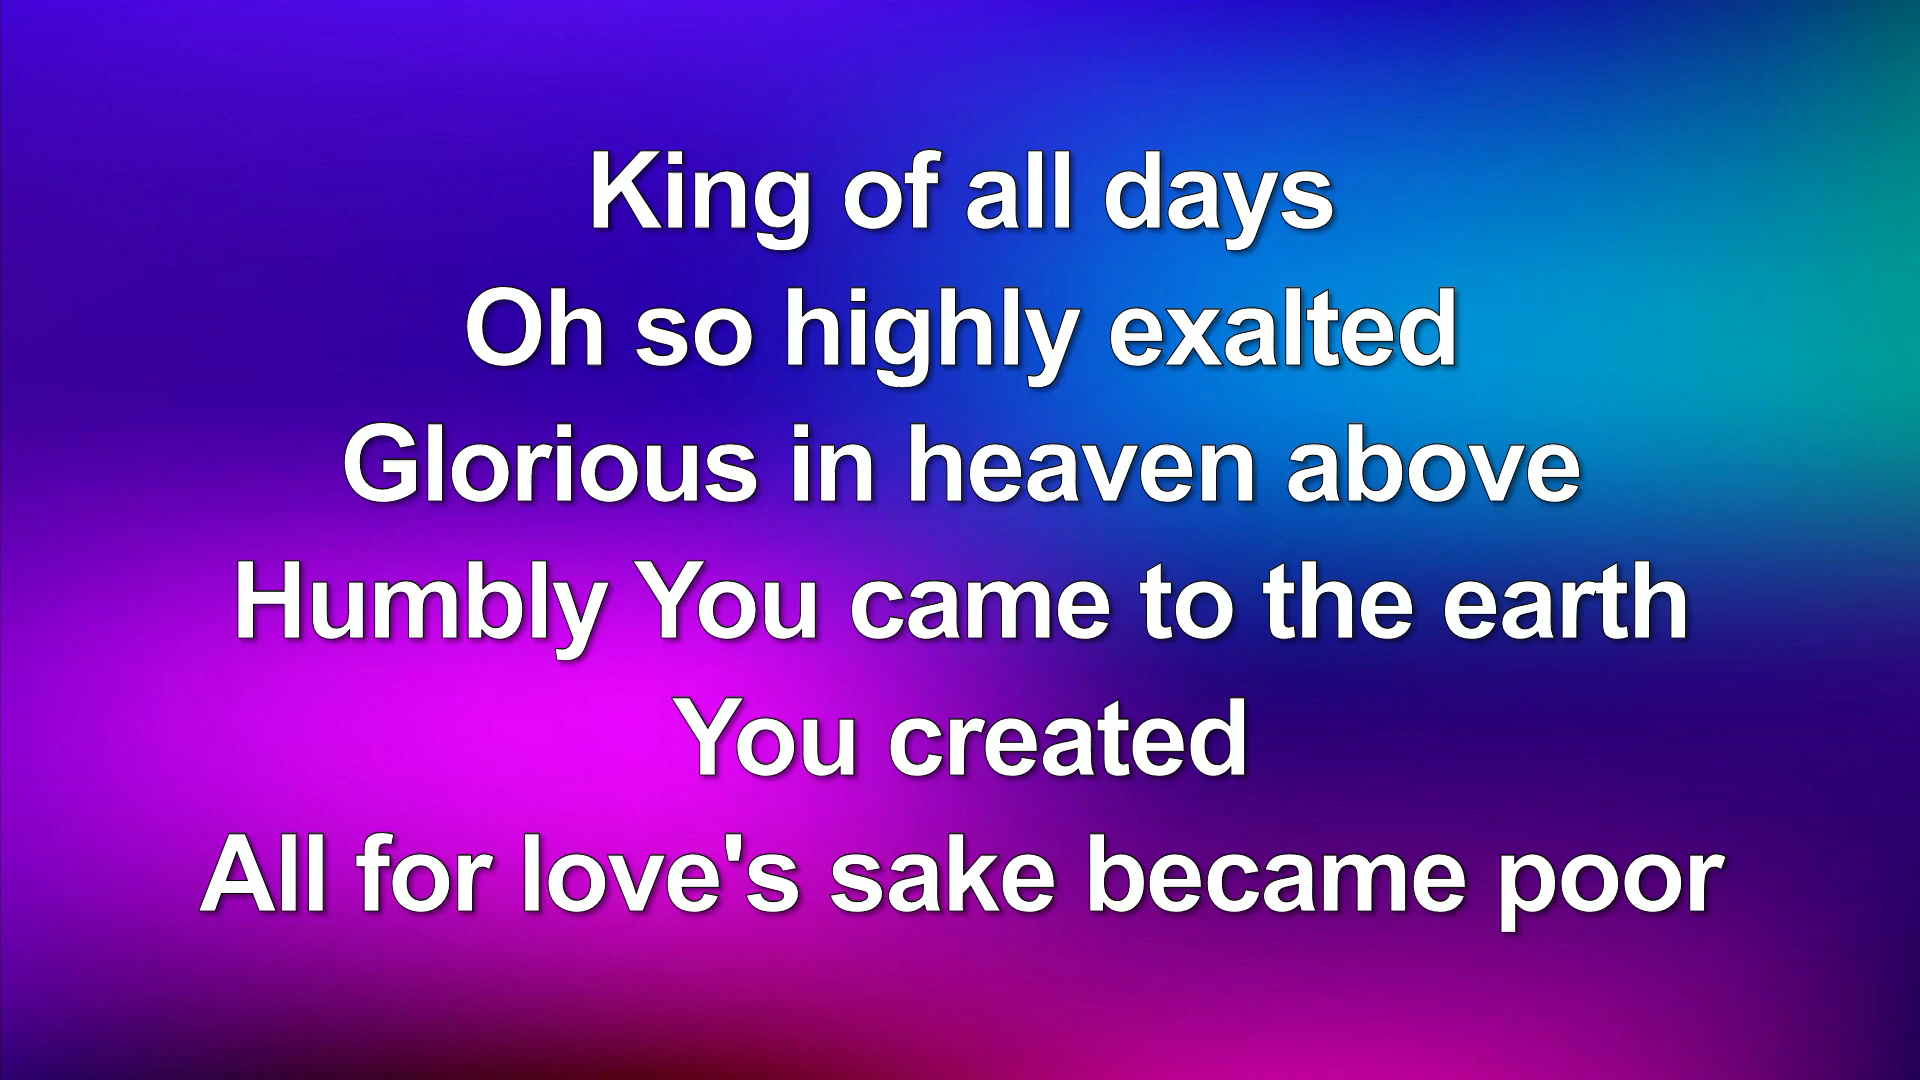 King of all days
Oh so highly exalted
Glorious in heaven above
Humbly You came to the earth
You created
All for love's sake became poor